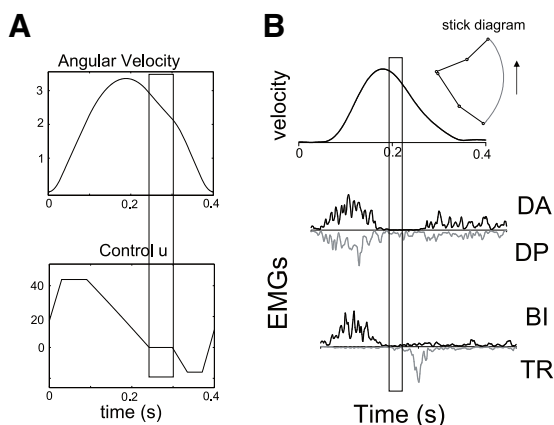 A
Angular Velocity
3
2
1
0
0.2
0.4
Control u
40
20
0
0
0.2
0.4
time (s)
B
stick diagram
velocity
0
0.2
0.4
EMGs
DA
DP
BI
TR
Time (s)